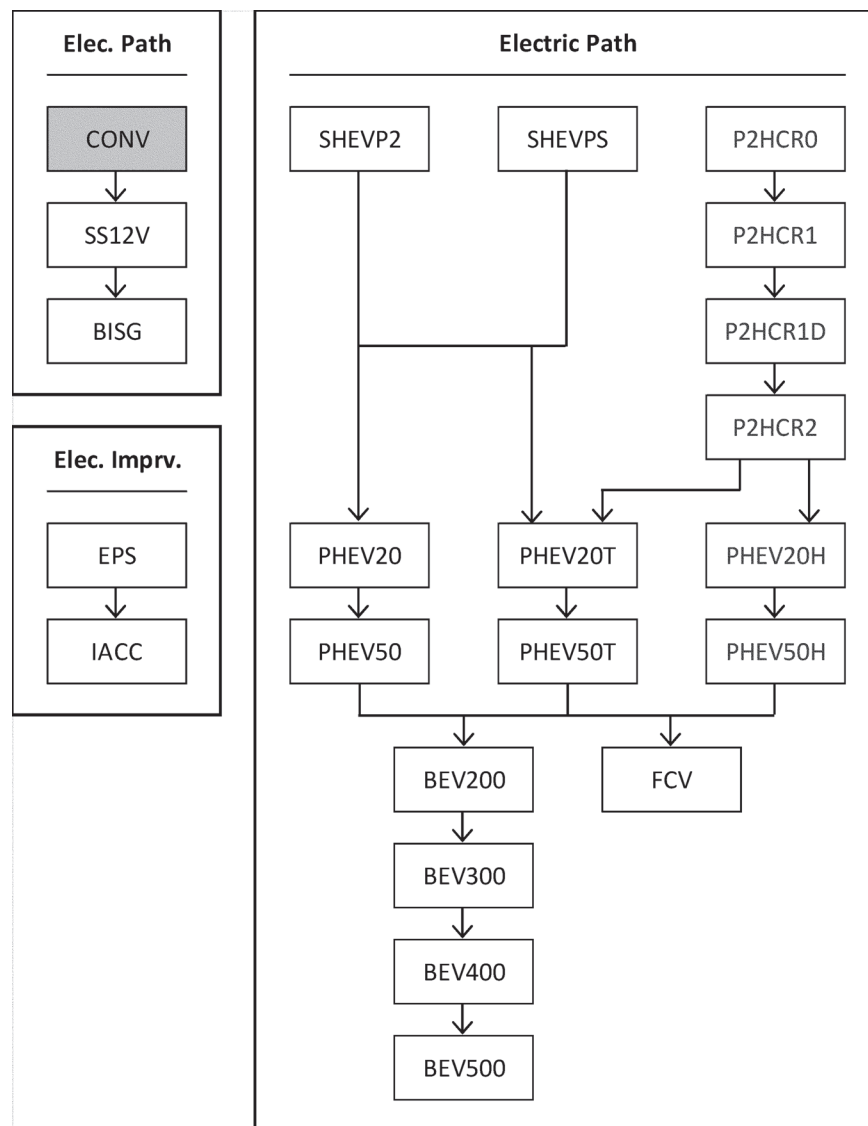 Elec. Path
CONV
SS12V
BISG
Elec. Imprv.
EPS
IACC
Electric Path
SHEVP2
SHEVPS
P2HCR0
P2HCR1
P2HCR1D
P2HCR2
PHEV20
PHEV20T
PHEV20H
PHEV50
PHEV50T
PHEV50H
BEV200
FCV
BEV300
BEV400
BEV500